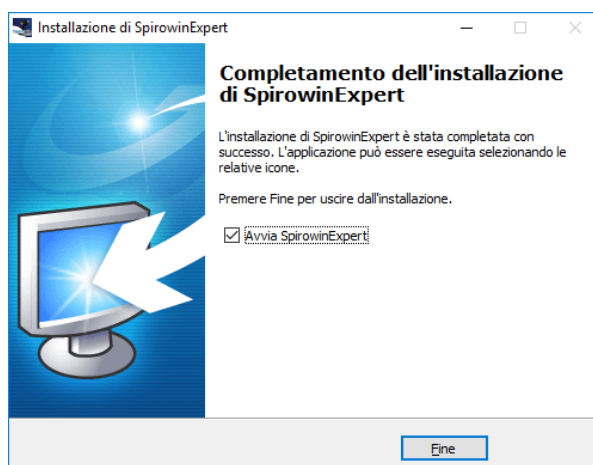 Installazione di SpirowinExpert
Completamento dell'installazione
di SpirowinExpert
L'installazione di SpirowinExpert è stata completata con
successo. L'applicazione può essere eseguita selezionando le
relative icone.
Premere Fine per uscire dall'installazione.
Avvia SpirowinExpert
Fine